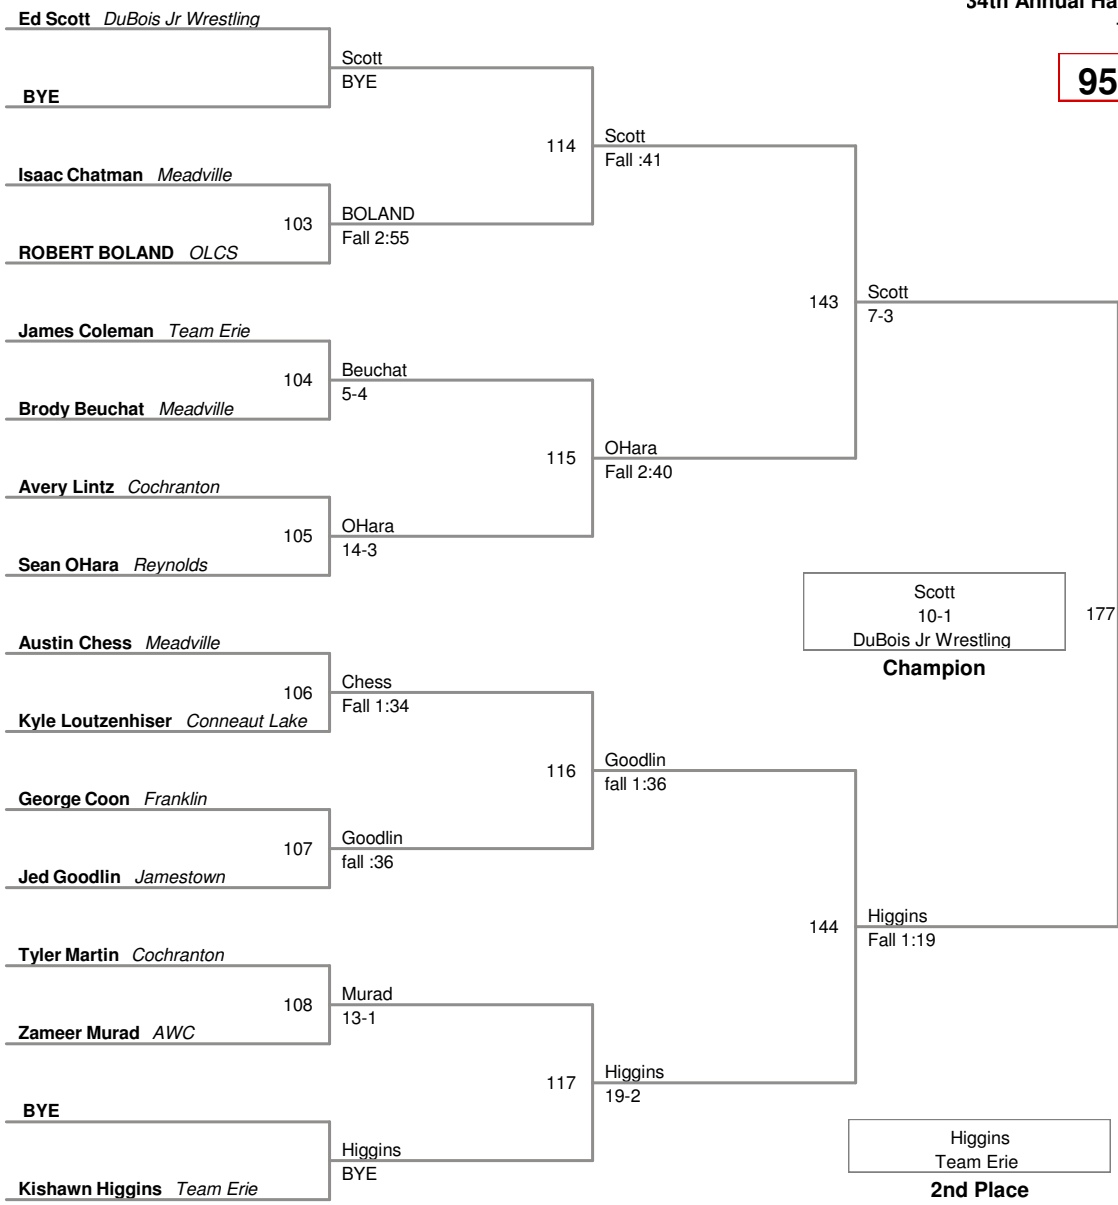 34th Annual Ha
95
Ed Scott DuBois Jr Wrestling
Scott
BYE
BYE
114
Scott
Fall :41
Isaac Chatman Meadville
103
BOLAND
Fall 2:55
ROBERT BOLAND OLCS
143
Scott
7-3
James Coleman Team Erie
104
Beuchat
5-4
Brody Beuchat Meadville
115
OHara
Fall 2:40
Avery Lintz Cochranton
105
OHara
14-3
Sean OHara Reynolds
Scott
10-1
DuBois Jr Wrestling
Champion
177
Austin Chess Meadville
106
Chess
Fall 1:34
Kyle Loutzenhiser Conneaut Lake
116
Goodlin
fall 1:36
George Coon Franklin
107
Goodlin
fall :36
Jed Goodlin Jamestown
144
Higgins
Fall 1:19
Tyler Martin Cochranton
108
Murad
13-1
Zameer Murad AWC
117
Higgins
19-2
BYE
Higgins
BYE
Kishawn Higgins Team Erie
Higgins
Team Erie
2nd Place